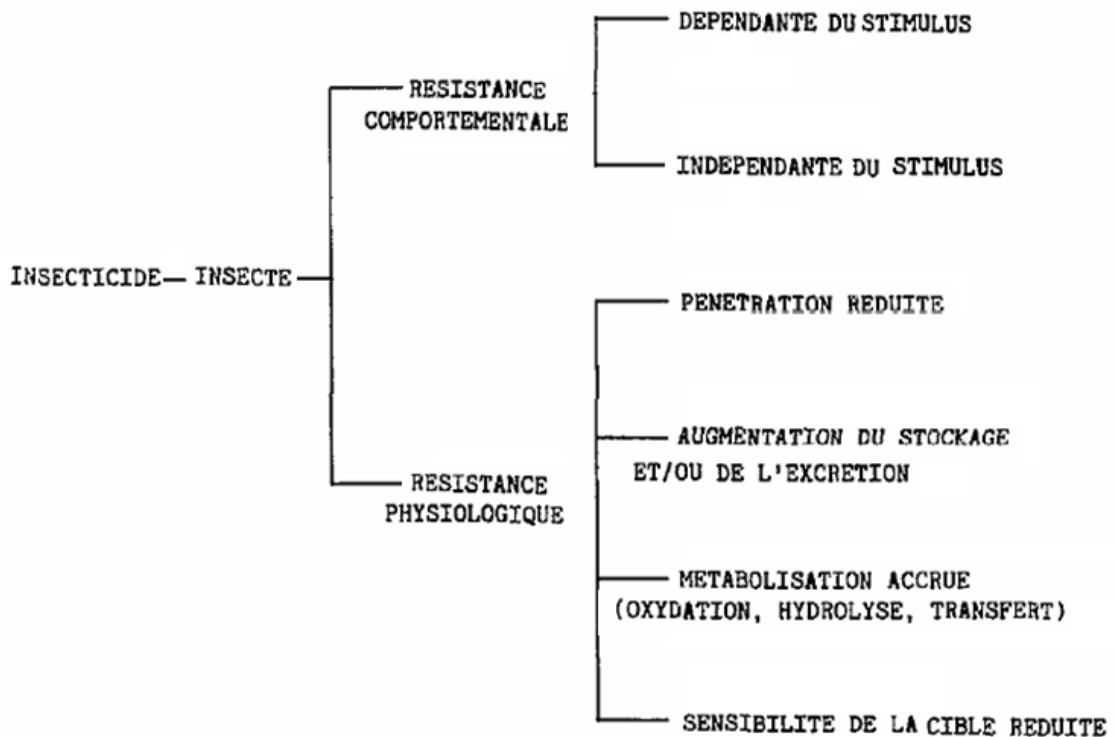 DEPENDANTE DU STIMULUS
RESISTANCE
COMPORTEMENTALE
INDEPENDANTE DU STIMULUS
INSECTICIDE — INSECTE
PENETRATION REDUITE
AUGMENTATION DU STOCKAGE
ET/OU DE L'EXCRETION
RESISTANCE
PHYSIOLOGIQUE
METABOLISATION ACCRUE
(OXYDATION, HYDROLYSE, TRANSFERT)
SENSIBILITE DE LA CIBLE REDUITE